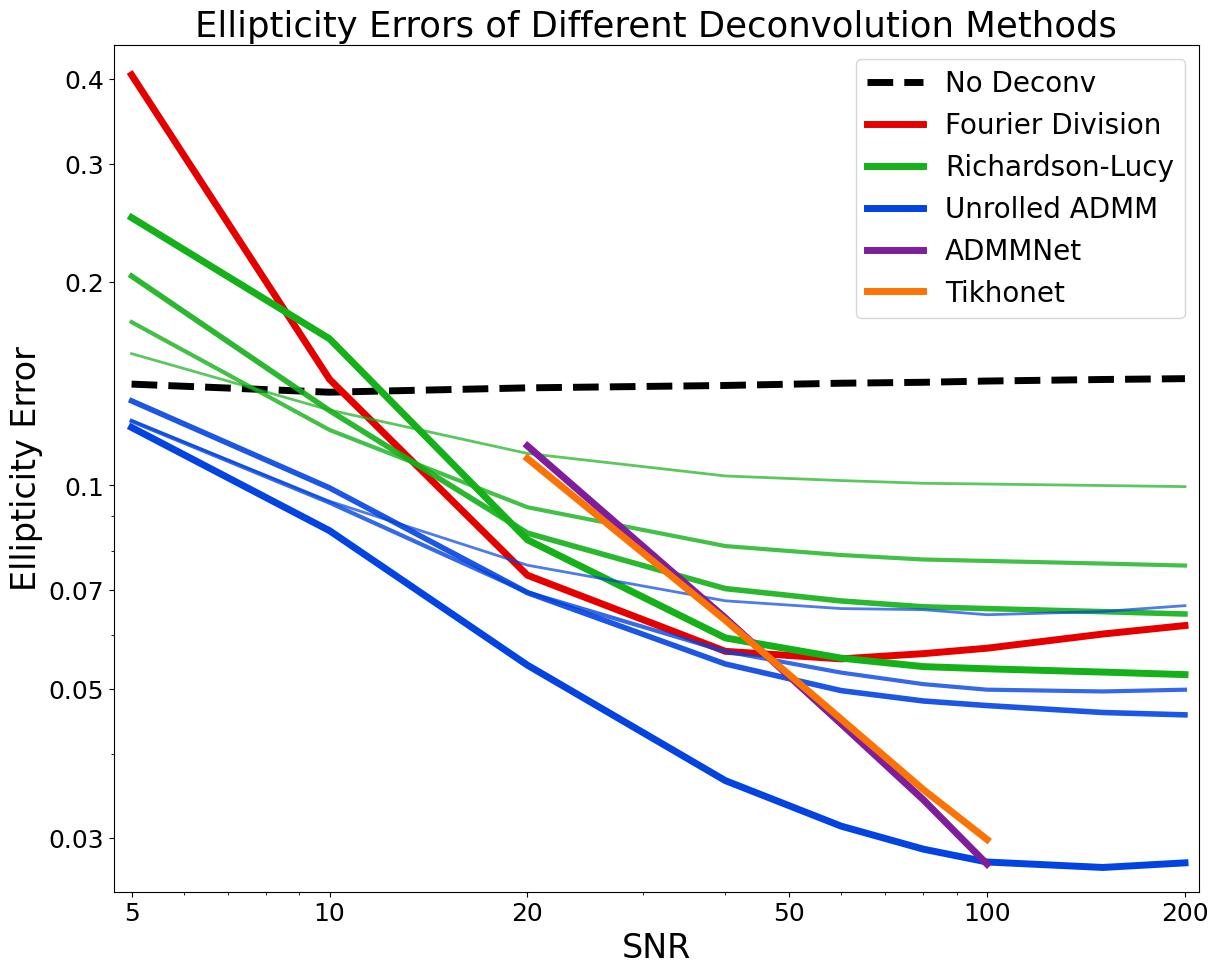 Ellipticity Errors of Different Deconvolution Methods
No Deconv
Fourier Division
Richardson-Lucy
Unrolled ADMM
ADMMNet
Tikhonet
Ellipticity Error
0.4
0.3
0.2
0.1
0.07
0.05
0.03
5 10 20 50 100 200
SNR